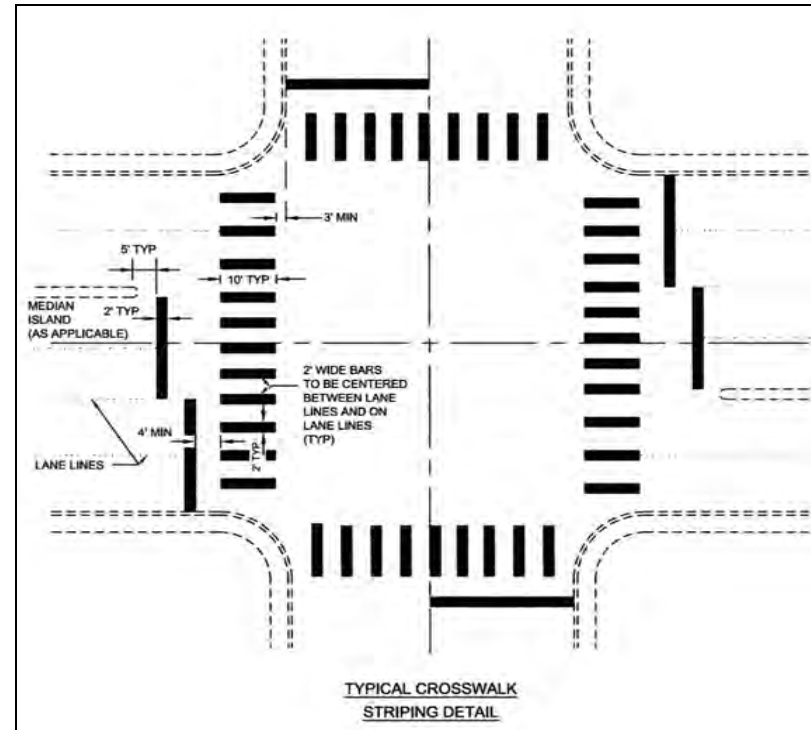 3' MIN
5' TYP
10' TYP
MEDIAN
ISLAND
(AS APPLICABLE)
2' TYP
2' WIDE BARS
TO BE CENTERED
BETWEEN LANE
LINES AND ON
LANE LINES
(TYP)
4' MIN
2' TYP
LANE LINES
TYPICAL CROSSWALK
STRIPING DETAIL